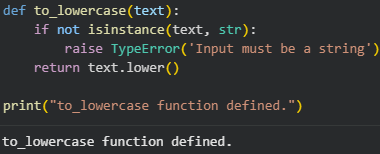 def to_lowercase(text):
    if not isinstance(text, str):
        raise TypeError('Input must be a string')
    return text.lower()

print("to_lowercase function defined.")
to_lowercase function defined.